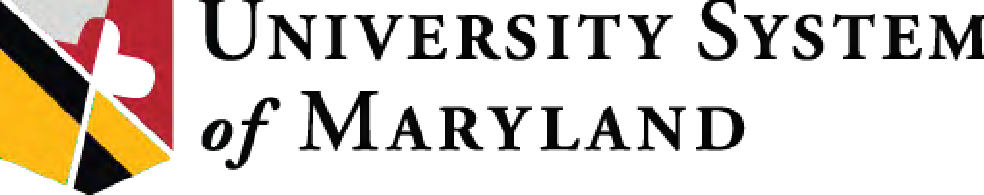 UNIVERSITY SYSTEM
of MARYLAND